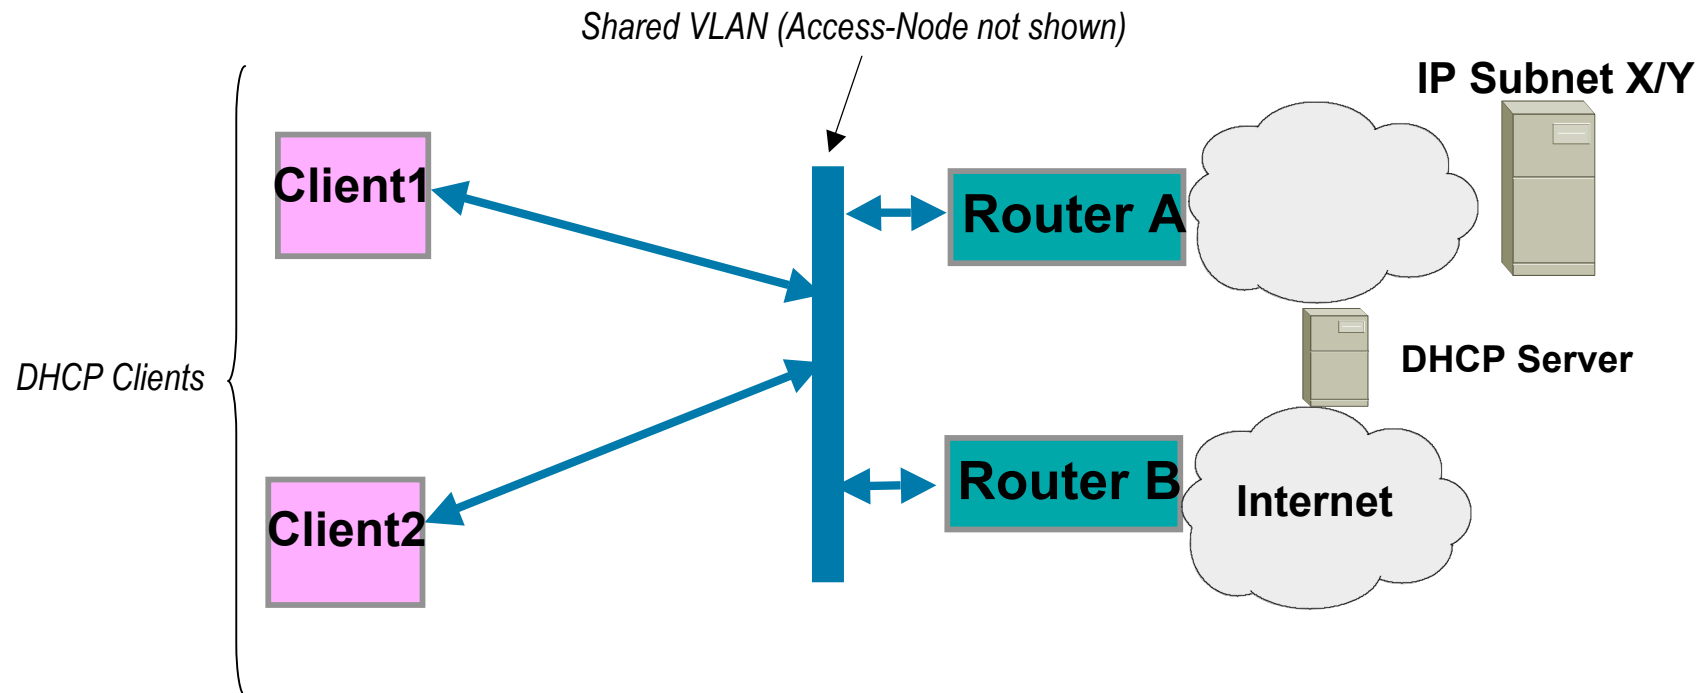 Shared VLAN (Access-Node not shown)
IP Subnet X/Y
Client1
Router A
DHCP Clients
DHCP Server
Client2
Router B
Internet